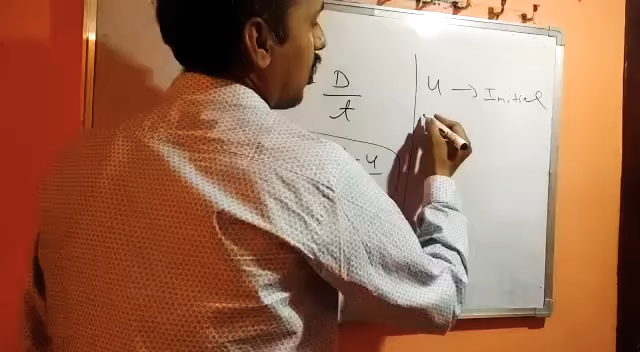 D
t
- u
u → Initial